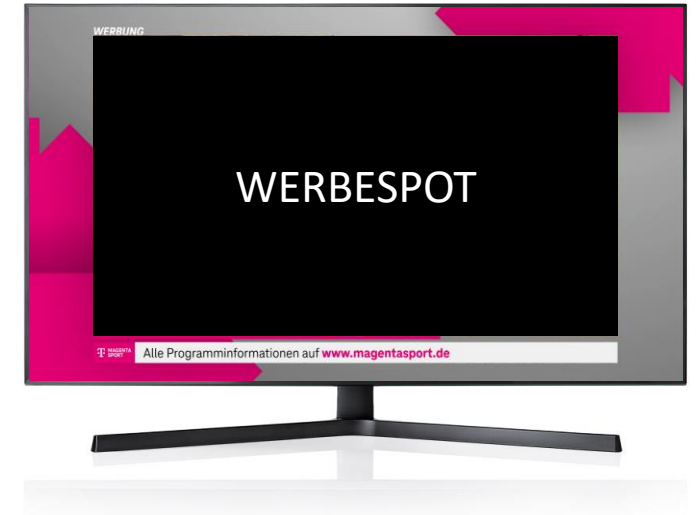 WERBUNG
WERBESPOT
T MAGENTA
SPORT
Alle Programminformationen auf www.magentasport.de